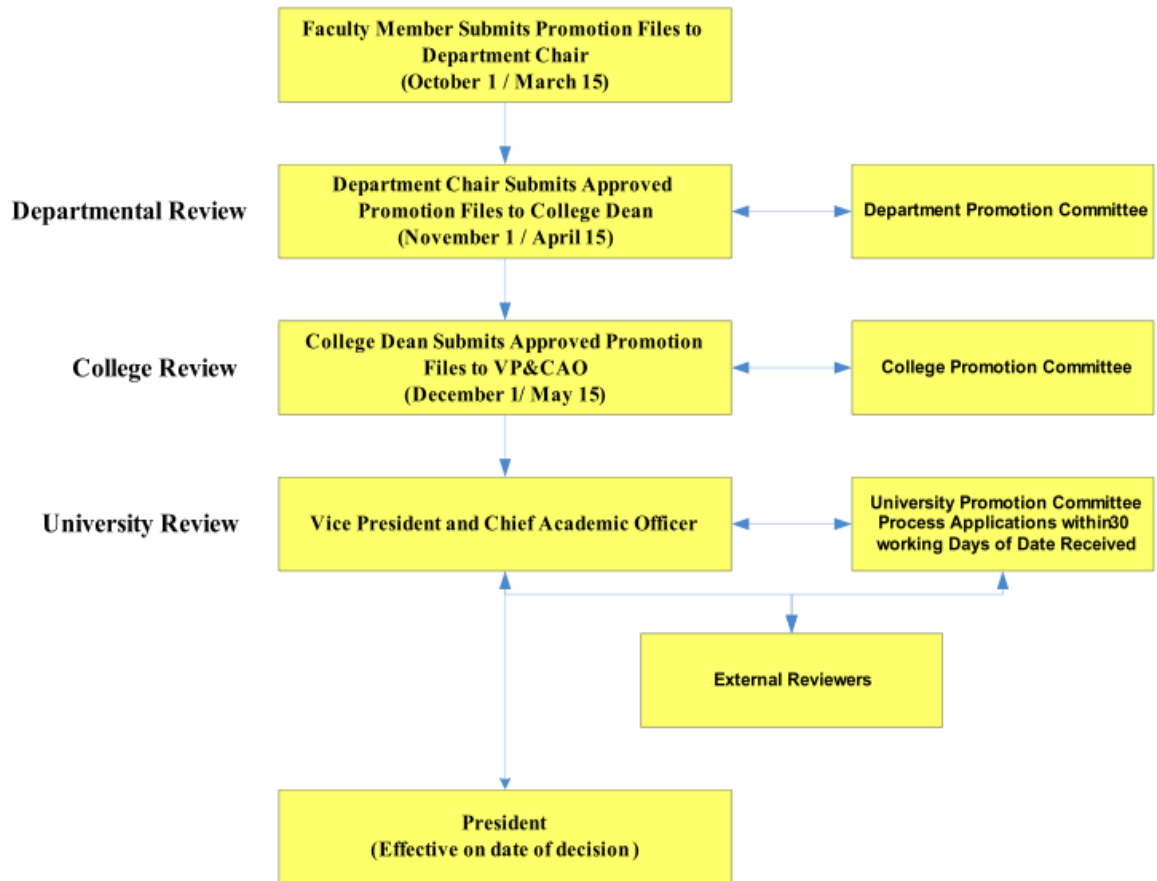 Faculty Member Submits Promotion Files to
Department Chair
(October 1 / March 15)
Departmental Review
Department Chair Submits Approved
Promotion Files to College Dean
(November 1 / April 15)
Department Promotion Committee
College Review
College Dean Submits Approved Promotion
Files to VP&CAO
(December 1/ May 15)
College Promotion Committee
University Review
Vice President and Chief Academic Officer
University Promotion Committee
Process Applications within30
working Days of Date Received
External Reviewers
President
(Effective on date of decision )